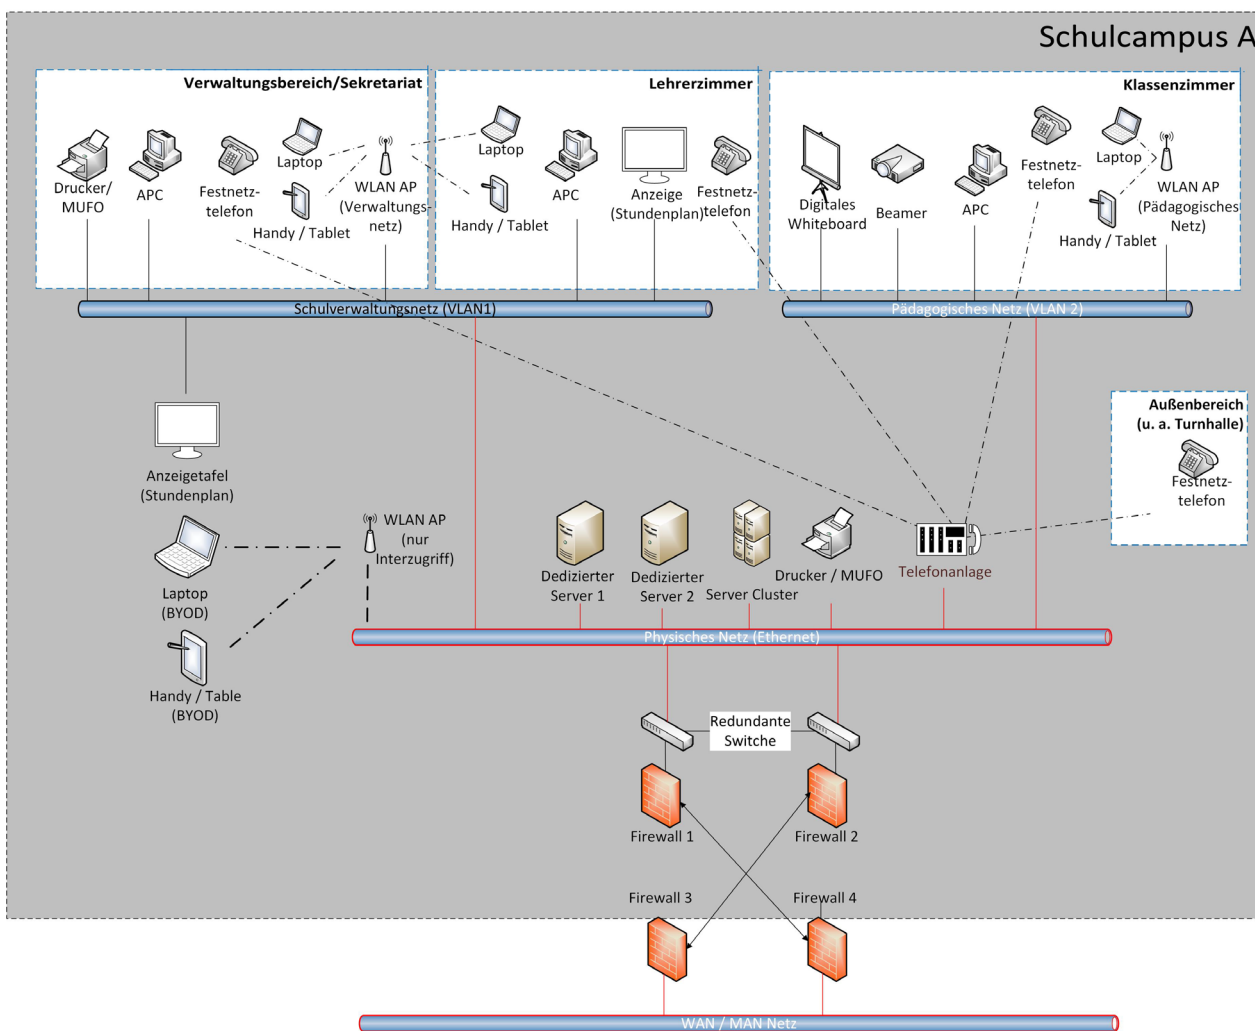 Schulcampus A
Verwaltungsbereich/Sekretariat
Drucker/
MUFO
APC
Festnetz-
telefon
Laptop
Handy / Tablet
WLAN AP
(Verwaltungs-
netz)
Lehrerzimmer
Laptop
Handy / Tablet
APC
Anzeige
(Stundenplan)
Festnetz-
telefon
Klassenzimmer
Digitales
Whiteboard
Beamer
APC
Festnetz-
telefon
Laptop
Handy / Tablet
WLAN AP
(Pädagogisches
Netz)
Schulverwaltungsnetz (VLAN1)
Pädagogisches Netz (VLAN 2)
Anzeigetafel
(Stundenplan)
Laptop
(BYOD)
Handy / Table
(BYOD)
WLAN AP
(nur
Interzugriff)
Dedizierter
Server 1
Dedizierter
Server 2
Server Cluster
Drucker / MUFO
Telefonanlage
Außenbereich
(u. a. Turnhalle)
Festnetz-
telefon
Physisches Netz (Ethernet)
Redundante
Switche
Firewall 1
Firewall 2
Firewall 3
Firewall 4
WAN / MAN Netz